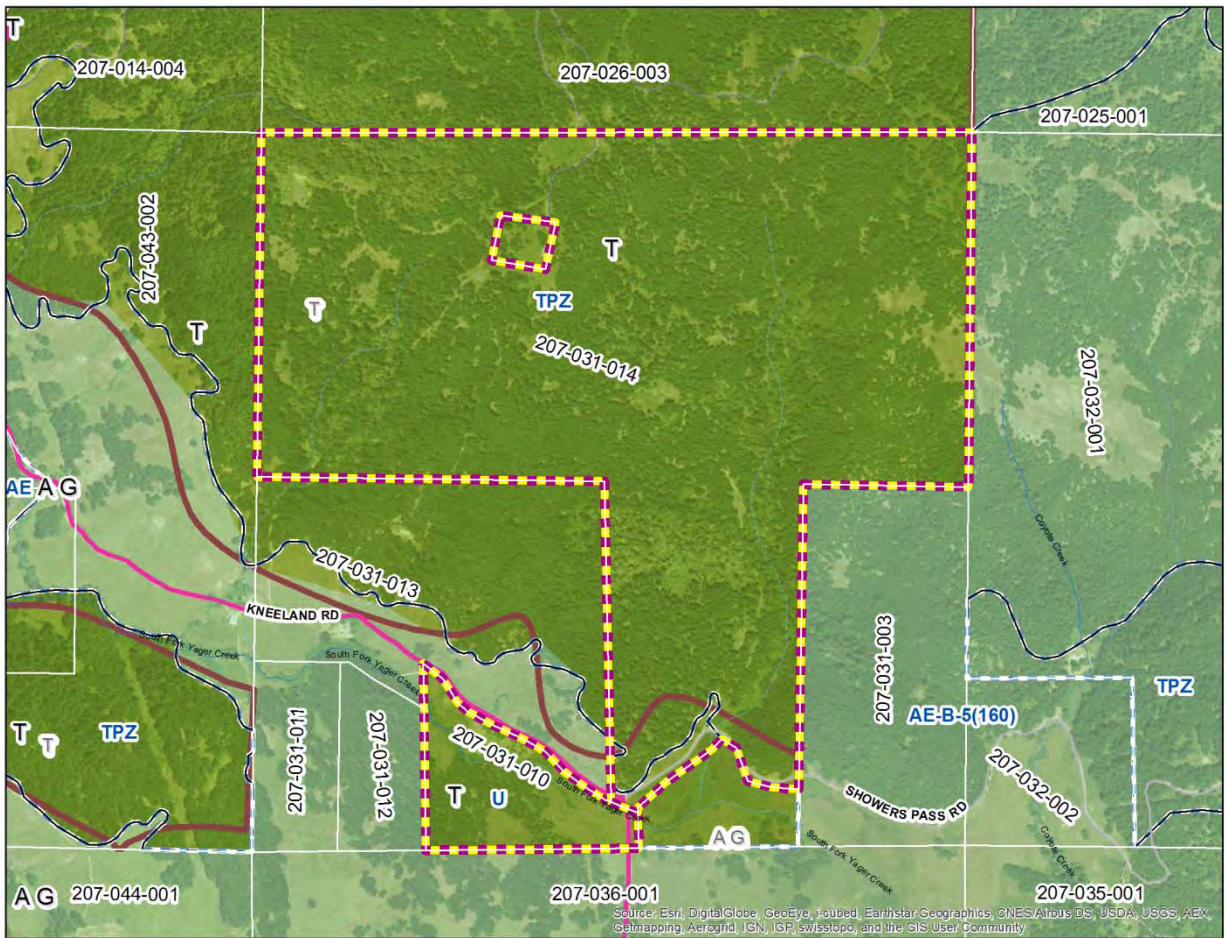 T
207-014-004
207-026-003
207-025-001
207-043-002
T
T
T
TPZ
207-031-014
207-032-001
AE A G
Coyote Creek
207-031-013
KNEELAND RD
South Fork Yager Creek
South Fork Yager Creek
207-031-003
TPZ
AE-B-5(160)
T
T
TPZ
207-031-011
207-031-012
207-031-010
T
U
South Fork Yager Creek
SHOWERS PASS RD
207-032-002
A G
South Fork Yager Creek
Coyote Creek
A G
207-044-001
207-036-001
207-035-001
Source: Esri, DigitalGlobe, GeoEye, i-cubed, Earthstar Geographics, CNES/Airbus DS, USDA, USGS, AEX,
Getmapping, Aerogrid, IGN, IGP, swisstopo, and the GIS User Community